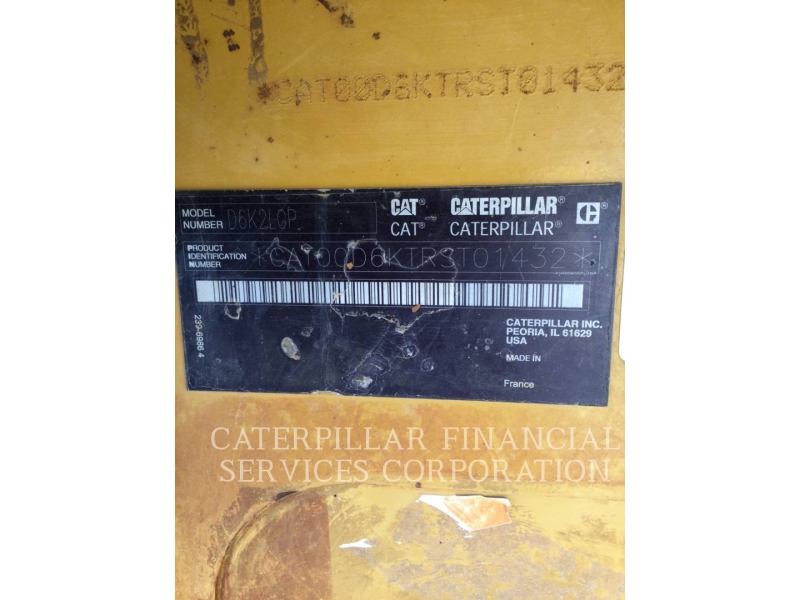 *CAT00D6KTRST01432
MODEL NUMBER D6K2LGP
CAT® CATERPILLAR® C
CAT® CATERPILLAR®
PRODUCT IDENTIFICATION NUMBER *CAT00D6KTRST01432*
239-6986 4
CATERPILLAR INC.
PEORIA, IL 61629
USA
MADE IN
France
CATERPILLAR FINANCIAL
SERVICES CORPORATION